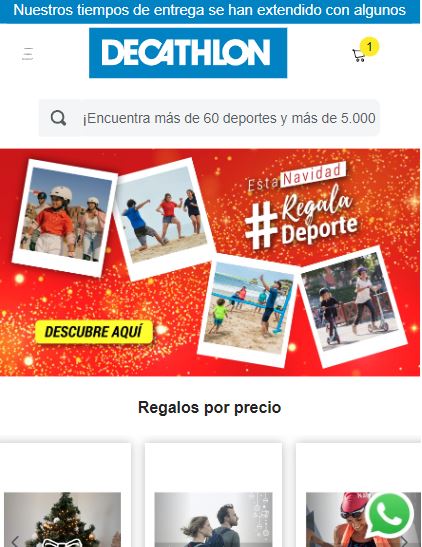 Nuestros tiempos de entrega se han extendido con algunos
DECATHLON
1
¡Encuentra más de 60 deportes y más de 5.000
Esta Navidad
# Regala
Deporte
DESCUBRE AQUÍ
Regalos por precio